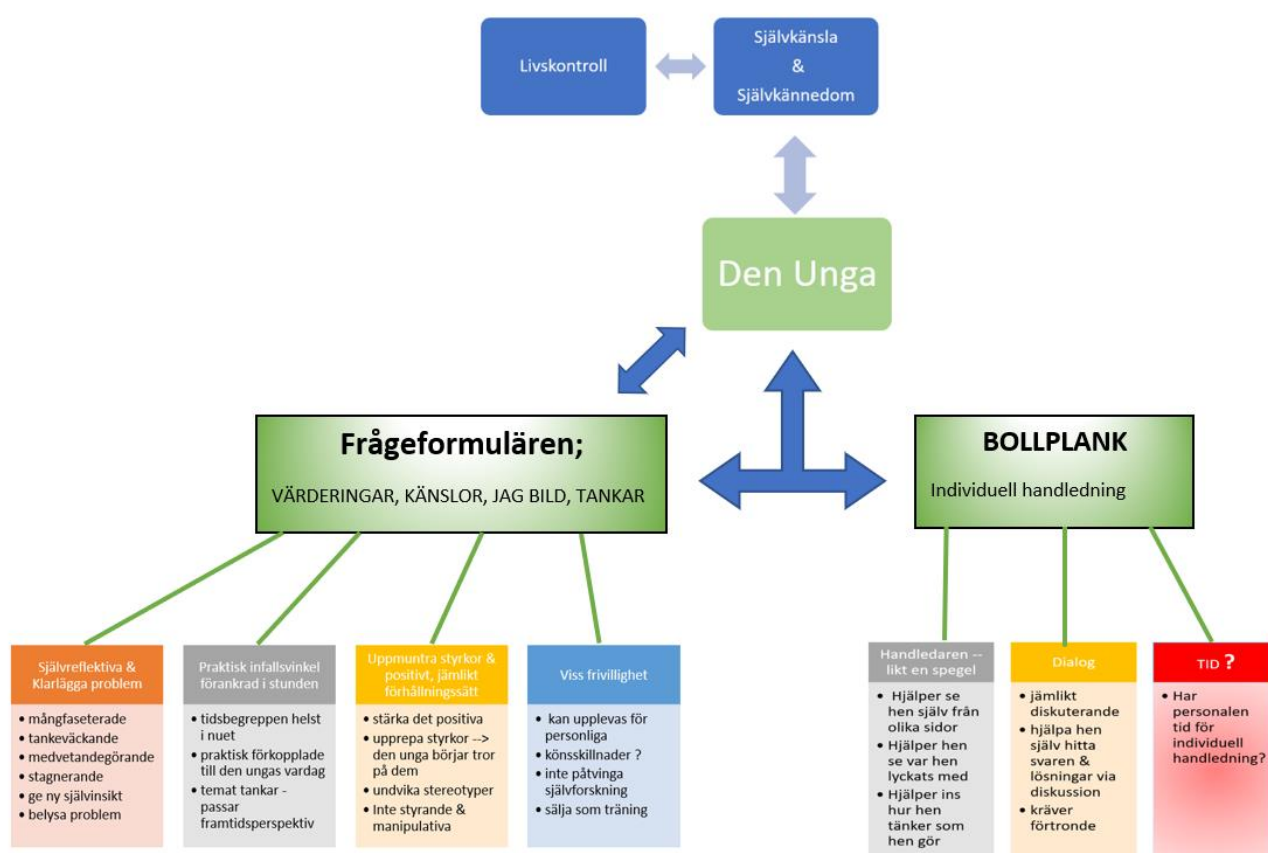 Livskontroll
Självkänsla
&
Självkännedom
Den Unga
Frågeformulären;
VÄRDERINGAR, KÄNSLOR, JAG BILD, TANKAR
BOLLPLANK
Individuell handledning
Självreflektiva &
Klarlägga problem
• mångfaseterade
• tankeväckande
• medvetandegörande
• stagnerande
• ge ny självinsikt
• belysa problem
Praktisk infallsvinkel
förankrad i stunden
• tidsbegreppen helst
i nuet
• praktisk förkopplade
till den ungas vardag
• temat tankar -
passar
framtidsperspektiv
Uppmuntra styrkor &
positivt, jämlikt
förhållningssätt
• stärka det positiva
• upprepa styrkor -->
den unga börjar tror
på dem
• undvika stereotyper
• Inte styrande &
manipulativa
Viss frivillighet
• kan upplevas för
personliga
• könsskillnader ?
• inte påtvinga
självforskning
• sälja som träning
Handledaren --
likt en spegel
• Hjälper se
hen själv från
olika sidor
• Hjälper hen
se var hen
lyckats med
• Hjälper ins
hur hen
tänker som
hen gör
Dialog
• jämlikt
diskuterande
• hjälpa hen
själv hitta
svaren &
lösningar via
diskussion
• kräver
förtronde
TID ?
• Har
personalen
tid för
individuell
handledning?